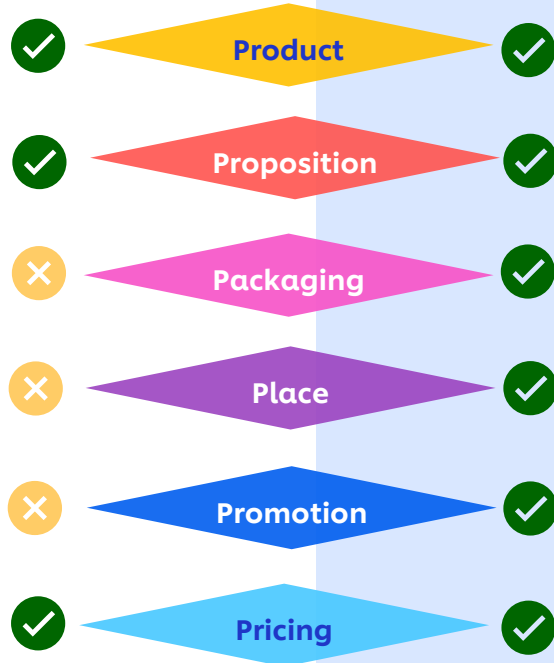 Product
Proposition
Packaging
Place
Promotion
Pricing